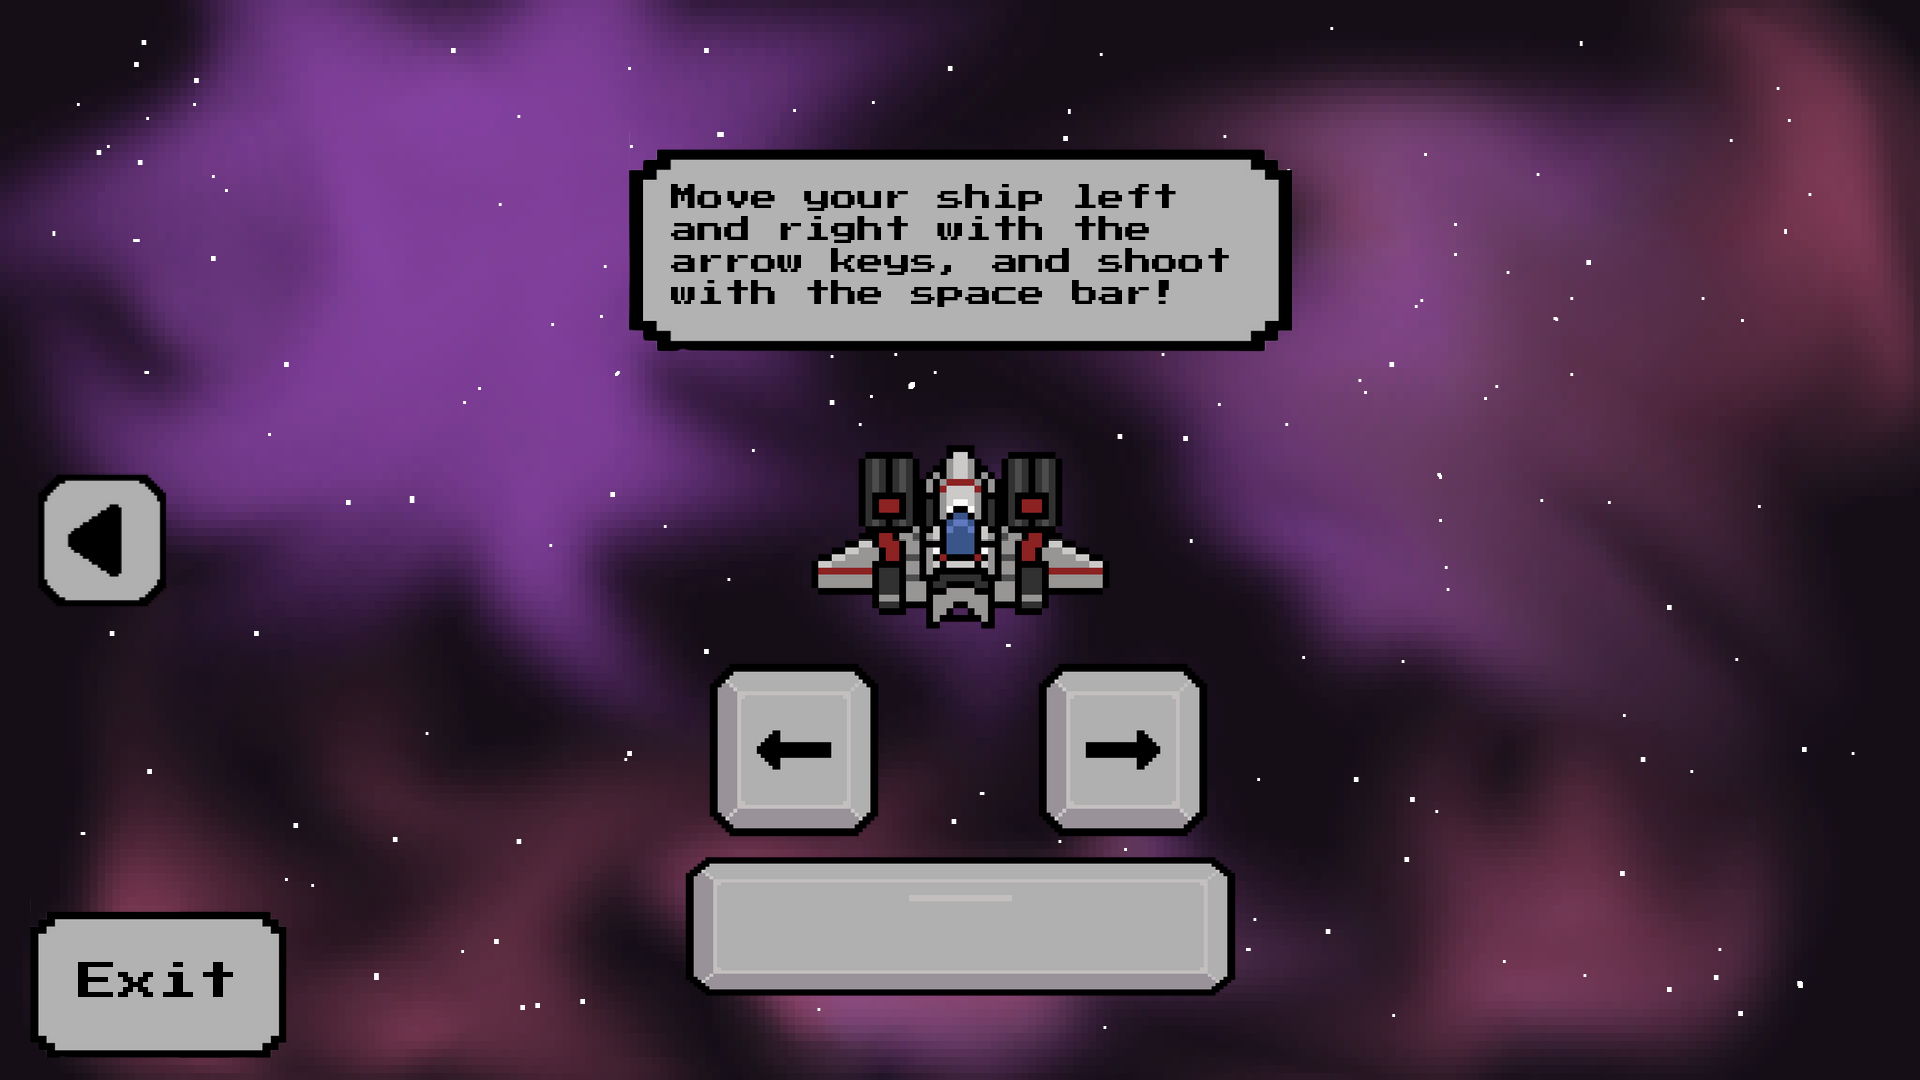 Move your ship left
and right with the
arrow keys, and shoot
with the space bar!
Exit